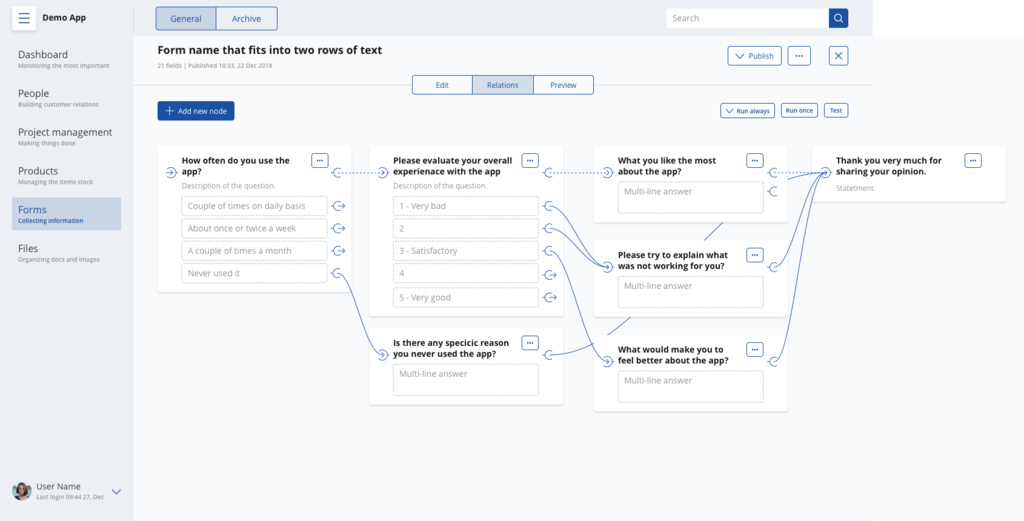 Demo App
General
Archive
Search
Dashboard
Monitoring the most important
People
Building customer relations
Project management
Making things done
Products
Managing the items stock
Forms
Collecting information
Files
Organizing docs and images
User Name
Last login 09:44 27, Dec
Form name that fits into two rows of text
21 fields | Published 10:33, 22 Dec 2018
Publish
Edit
Relations
Preview
Add new node
Run always
Run once
Test
How often do you use the
app?
Description of the question.
Couple of times on daily basis
About once or twice a week
A couple of times a month
Never used it
Please evaluate your overall
experienace with the app
Description of the question.
1 - Very bad
2
3 - Satisfactory
4
5 - Very good
Is there any specicic reason
you never used the app?
Multi-line answer
What you like the most
about the app?
Multi-line answer
Please try to explain what
was not working for you?
Multi-line answer
What would make you to
feel better about the app?
Multi-line answer
Thank you very much for
sharing your opinion.
Statetment